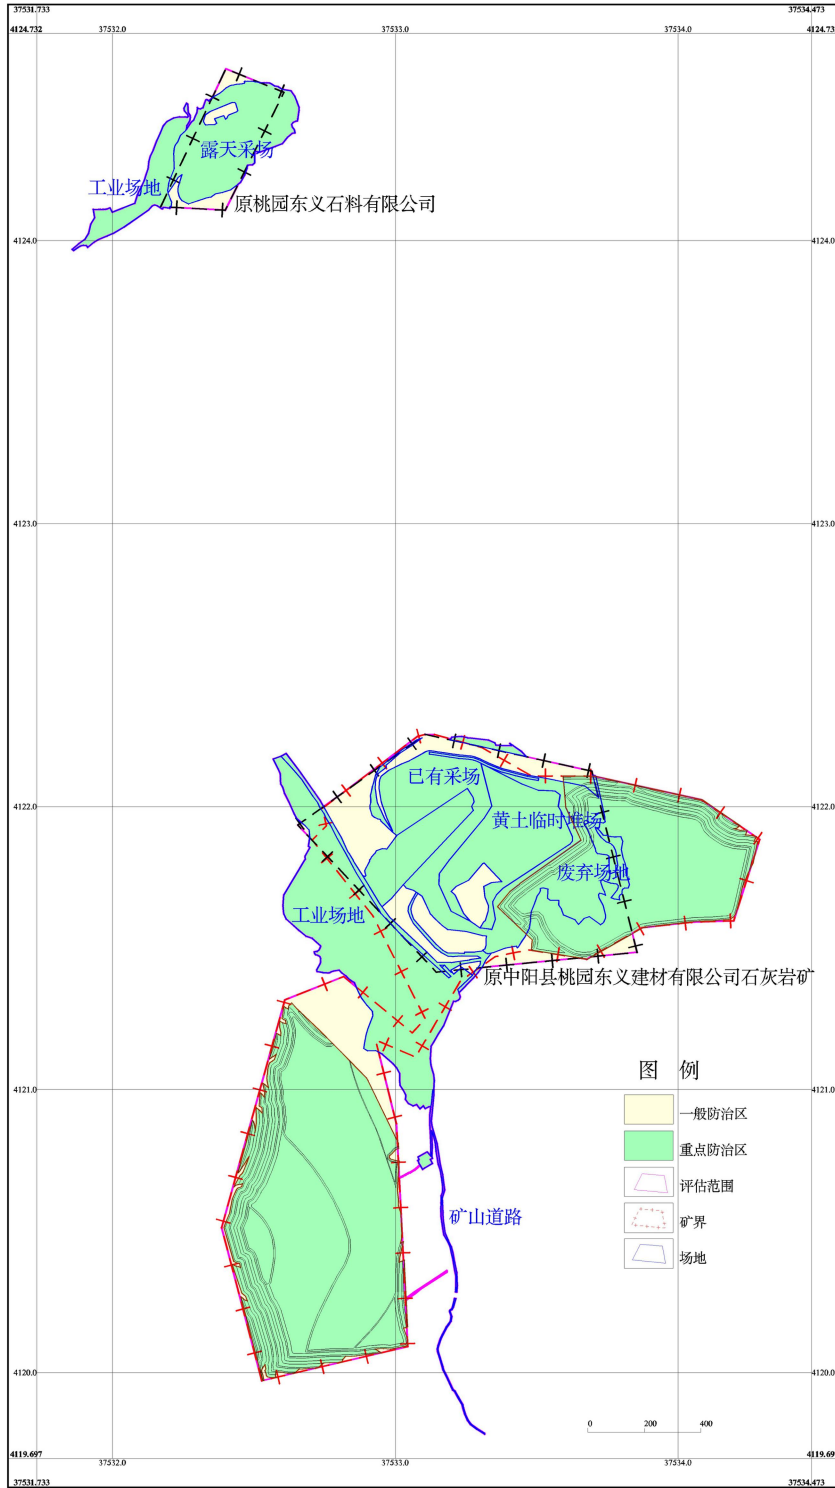 37531.733
37534.473
4124.732
37532.0
37533.0
37534.0
4124.73
露天采场
工业场地
原桃园东义石料有限公司
4124.0
4124.0
4123.0
4123.0
已有采场
4122.0
黄土临时堆场
4122.0
废弃场地
工业场地
原中阳县桃园东义建材有限公司石灰岩矿
图 例
4121.0
4121.0
一般防治区
重点防治区
评估范围
矿山道路
矿界
场地
4120.0
4120.0
0 200 400
4119.697
4119.697
37532.0
37533.0
37534.0
37531.733
37534.473